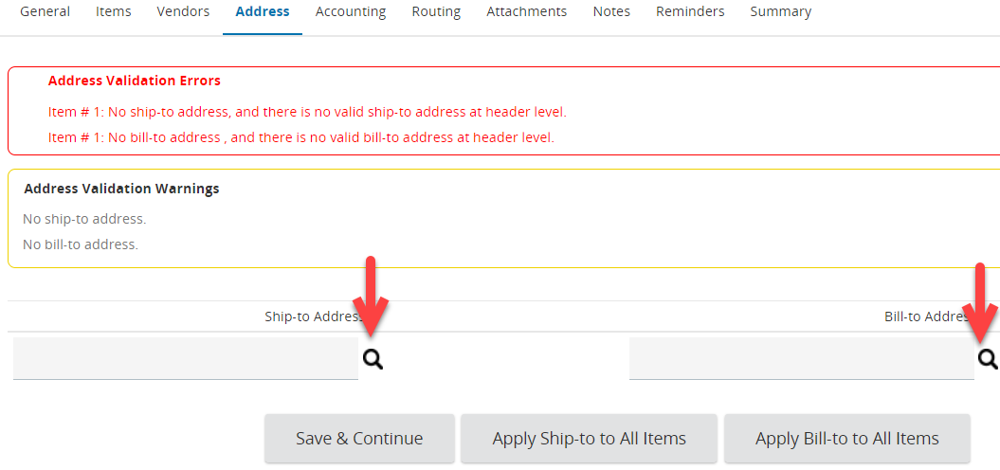 General Items Vendors Address Accounting Routing Attachments Notes Reminders Summary
Address Validation Errors
Item # 1: No ship-to address, and there is no valid ship-to address at header level.
Item # 1: No bill-to address , and there is no valid bill-to address at header level.
Address Validation Warnings
No ship-to address.
No bill-to address.
Ship-to Address Bill-to Address
Save & Continue Apply Ship-to to All Items Apply Bill-to to All Items